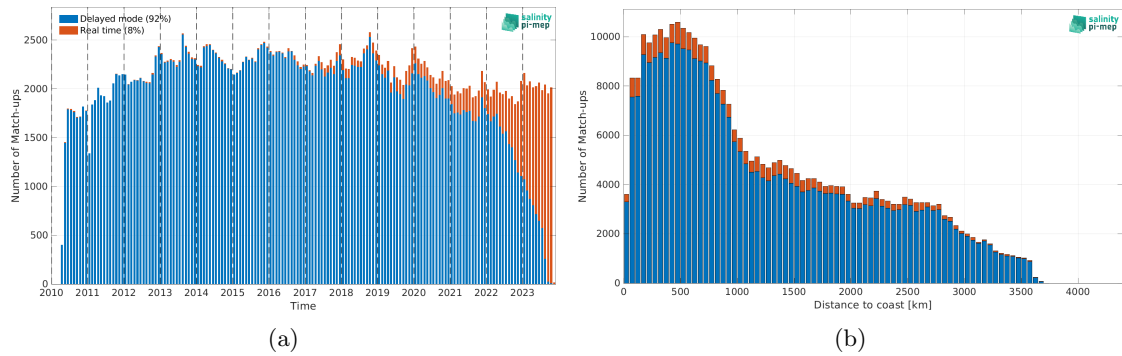 Delayed mode (92%)
Real time (8%)
salinity
pi-mep
Number of Match-ups
2500
2000
1500
1000
500
0
2010 2011 2012 2013 2014 2015 2016 2017 2018 2019 2020 2021 2022 2023
Time
(a)
salinity
pi-mep
Number of Match-ups
10000
8000
6000
4000
2000
0
0 500 1000 1500 2000 2500 3000 3500 4000
Distance to coast [km]
(b)